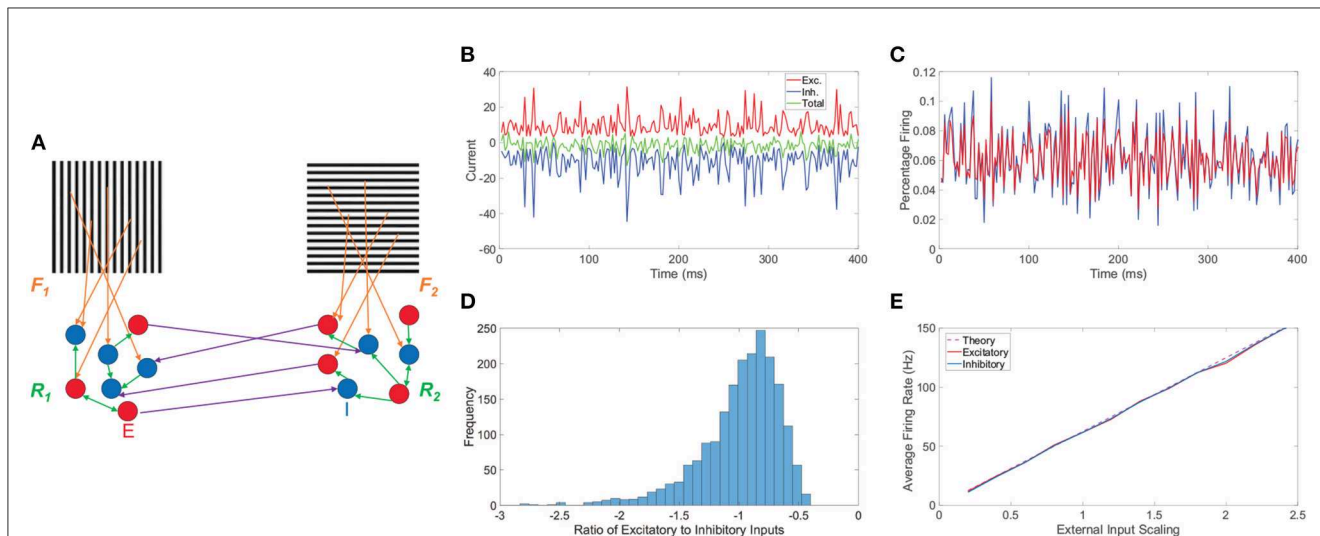 A
F1
F2
R1
R2
E
I
B
40
20
0
-20
-40
-60
Current
Exc.
Inh.
Total
0
100
200
300
400
Time (ms)
C
0.12
0.1
0.08
0.06
0.04
0.02
0
Percentage Firing
0
100
200
300
400
Time (ms)
D
250
200
150
100
50
0
Frequency
-3
-2.5
-2
-1.5
-1
-0.5
0
Ratio of Excitatory to Inhibitory Inputs
E
150
100
50
0
Average Firing Rate (Hz)
Theory
Excitatory
Inhibitory
0
0.5
1
1.5
2
2.5
External Input Scaling